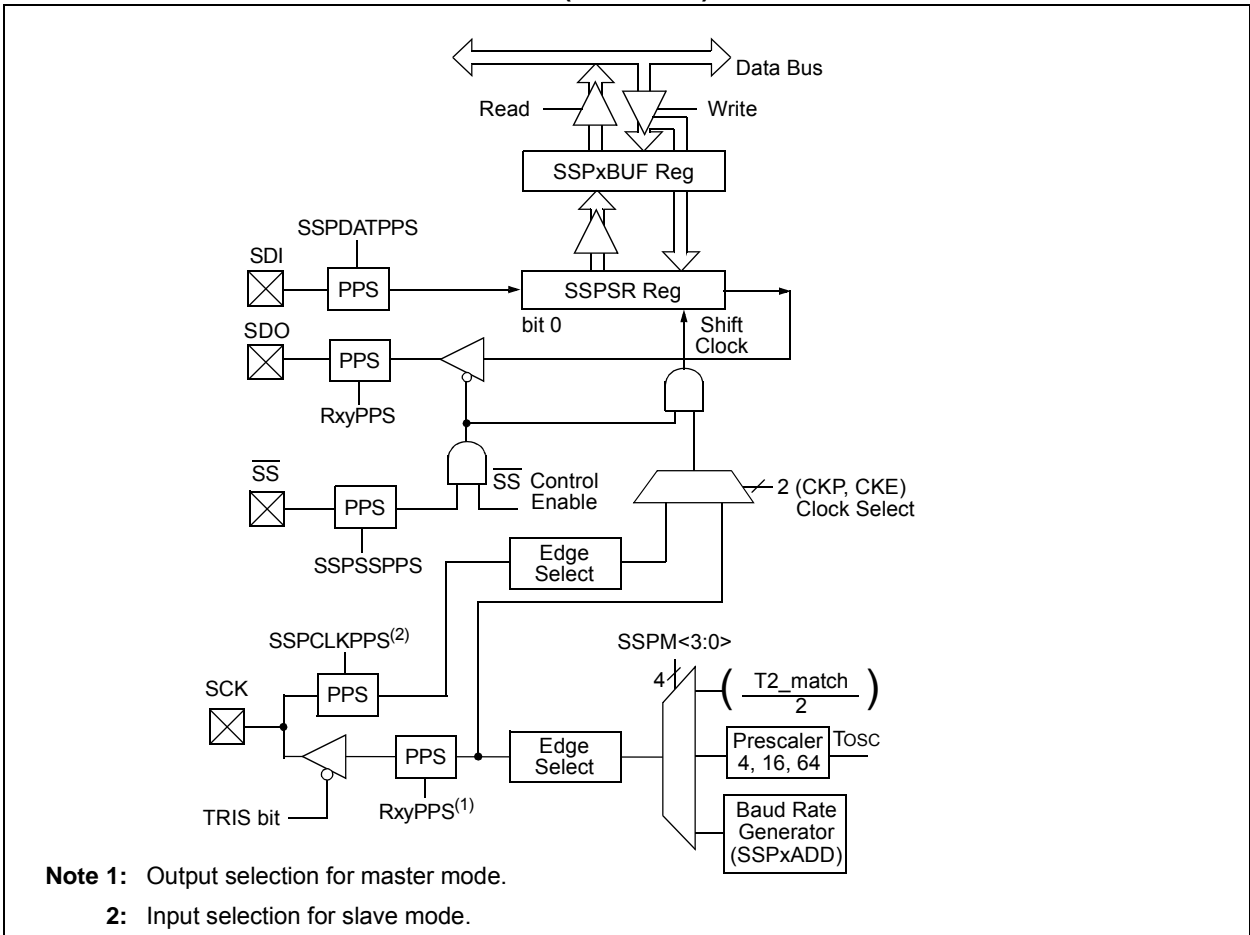 Data Bus
Read
Write
SSPxBUF Reg
SSPDATPPS
SDI
PPS
SSPSR Reg
bit 0
Shift
Clock
SDO
PPS
RxyPPS
SS
PPS
SSPSSPPS
SS Control
Enable
2 (CKP, CKE)
Clock Select
Edge
Select
SSPCLKPPS(2)
SCK
PPS
SSPM<3:0>
4
( T2_match
2 )
Edge
Select
Prescaler
4, 16, 64
TOSC
PPS
RxyPPS(1)
TRIS bit
Baud Rate
Generator
(SSPxADD)
Note 1: Output selection for master mode.
2: Input selection for slave mode.